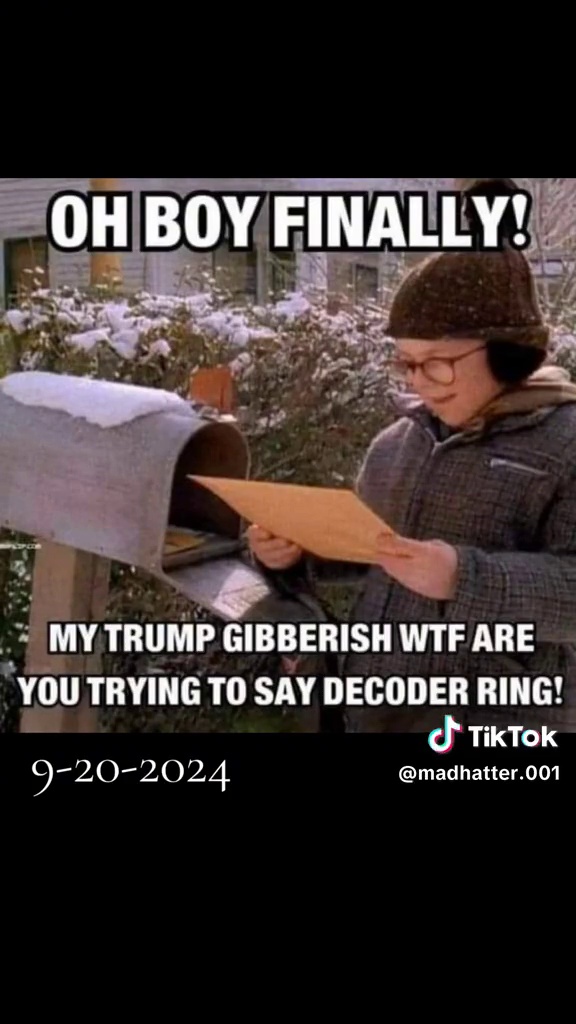 OH BOY FINALLY!
MY TRUMP GIBBERISH WTF ARE
YOU TRYING TO SAY DECODER RING!
TikTok
9-20-2024
@madhatter.001